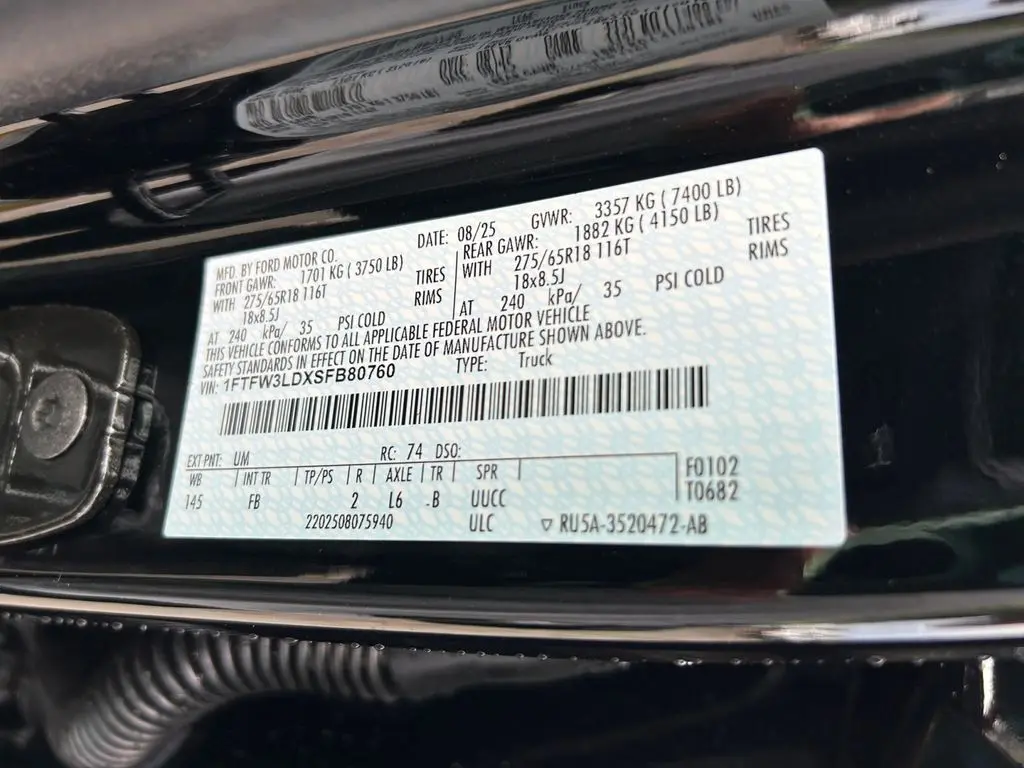 MFD. BY FORD MOTOR CO.
DATE: 08/25 GVWR: 3357 KG ( 7400 LB)
FRONT GAWR: 1701 KG ( 3750 LB)
WITH 275/65R18 116T TIRES
18x8.5J RIMS
AT 240 kPa/ 35 PSI COLD
REAR GAWR: 1882 KG ( 4150 LB)
WITH 275/65R18 116T TIRES
18x8.5J RIMS
AT 240 kPa/ 35 PSI COLD
THIS VEHICLE CONFORMS TO ALL APPLICABLE FEDERAL MOTOR VEHICLE
SAFETY STANDARDS IN EFFECT ON THE DATE OF MANUFACTURE SHOWN ABOVE.
VIN: 1FTFW3LDXSFB80760 TYPE: Truck
EXT PNT: UM RC: 74 DSO:
WB INT TR TP/PS R AXLE TR SPR
145 FB 2 L6 -B UUCC
F0102
T0682
2202508075940 ULC ▽ RU5A-3520472-AB